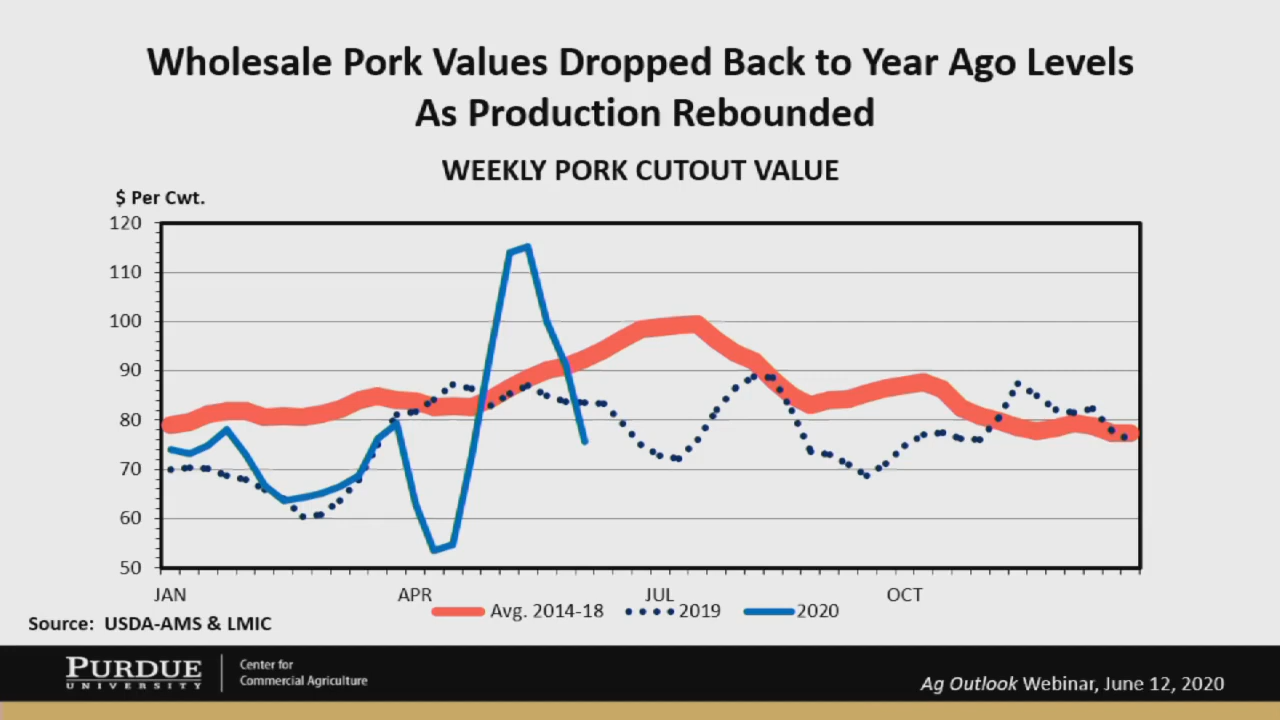 Wholesale Pork Values Dropped Back to Year Ago Levels
As Production Rebounded
WEEKLY PORK CUTOUT VALUE
$ Per Cwt.
120
110
100
90
80
70
60
50
JAN APR JUL OCT
Avg. 2014-18 2019 2020
Source: USDA-AMS & LMIC
PURDUE
UNIVERSITY
Center for
Commercial Agriculture
Ag Outlook Webinar, June 12, 2020